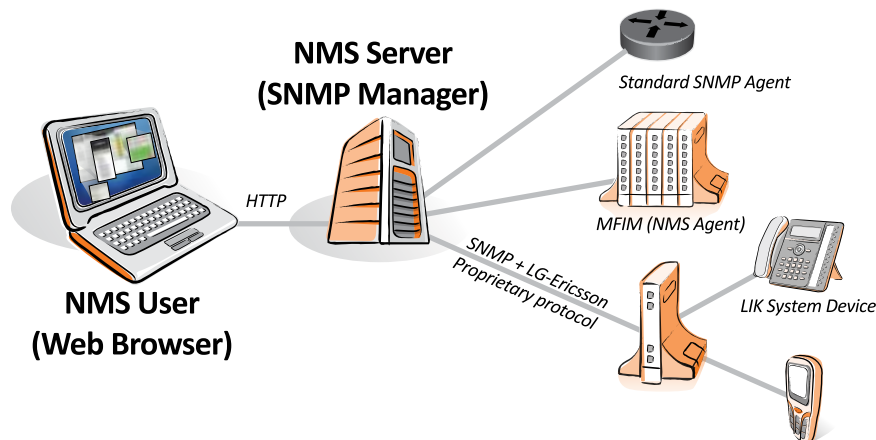 NMS Server
(SNMP Manager)
Standard SNMP Agent
HTTP
MFIM (NMS Agent)
SNMP + LG-Ericsson
Proprietary protocol
LIK System Device
NMS User
(Web Browser)